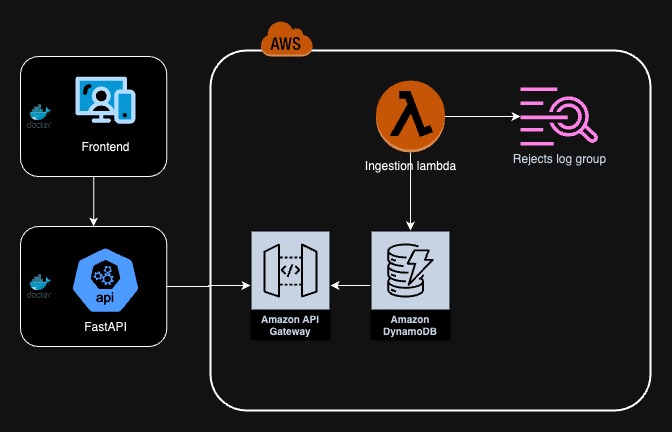 AWS
docker
Frontend
Ingestion lambda
Rejects log group
docker
api
FastAPI
</>
Amazon API
Gateway
Amazon
DynamoDB